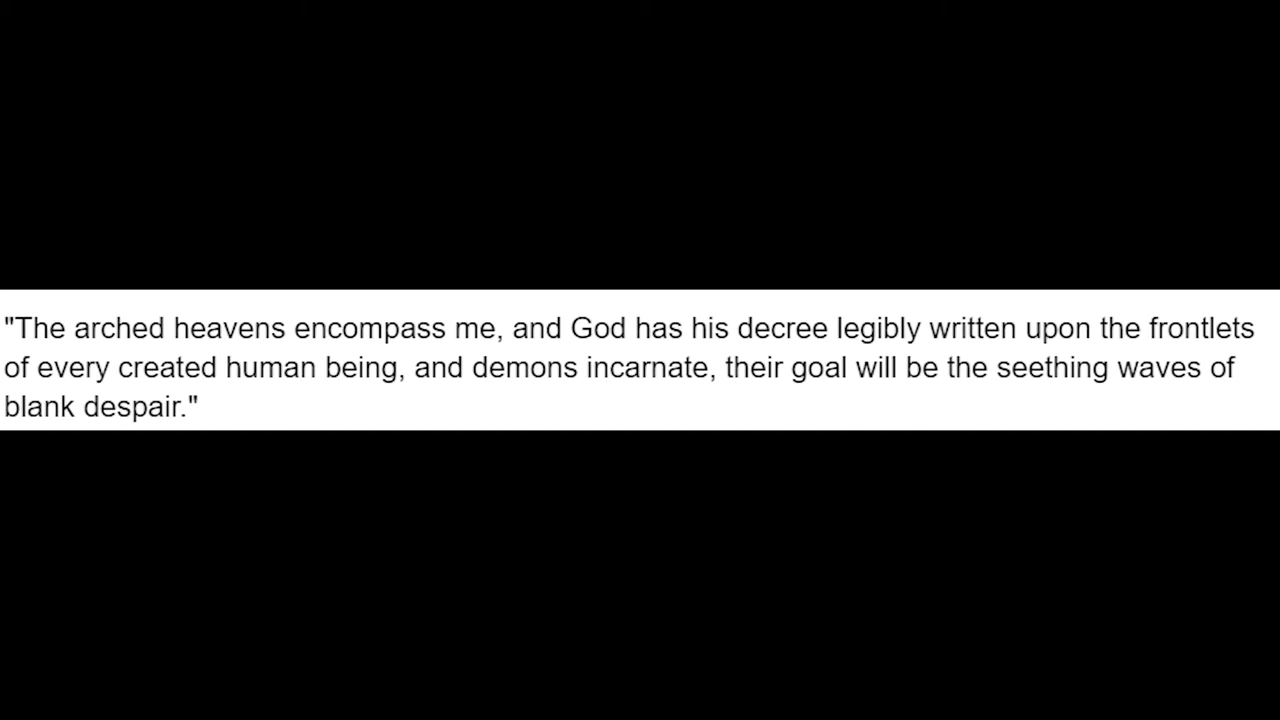 "The arched heavens encompass me, and God has his decree legibly written upon the frontlets
of every created human being, and demons incarnate, their goal will be the seething waves of
blank despair."